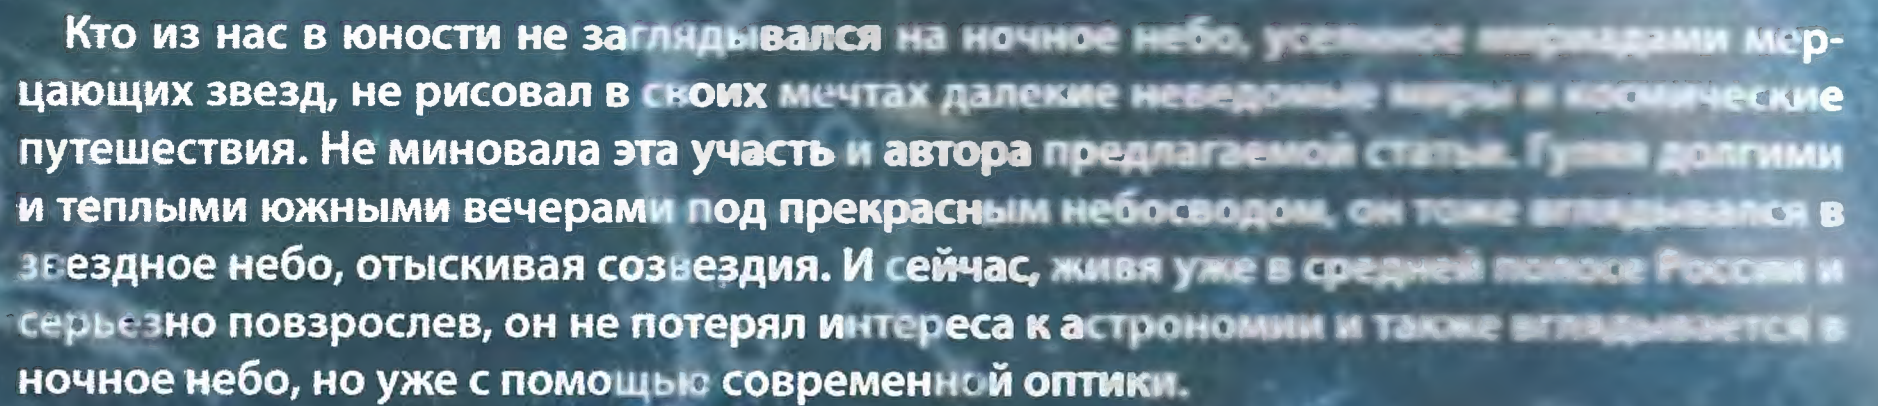 Кто из нас в юности не заглядывался на ночное небо, усеянное мириадами мер-
цающих звезд, не рисовал в своих мечтах далекие неведомые миры и космические
путешествия. Не миновала эта участь и автора предлагаемой статьи. Гуляя долгими
и теплыми южными вечерами под прекрасным небосводом, он тоже вглядывался в
звездное небо, отыскивая созвездия. И сейчас, живя уже в средней полосе России и
серьезно повзрослев, он не потерял интереса к астрономии и также вглядывается в
ночное небо, но уже с помощью современной оптики.